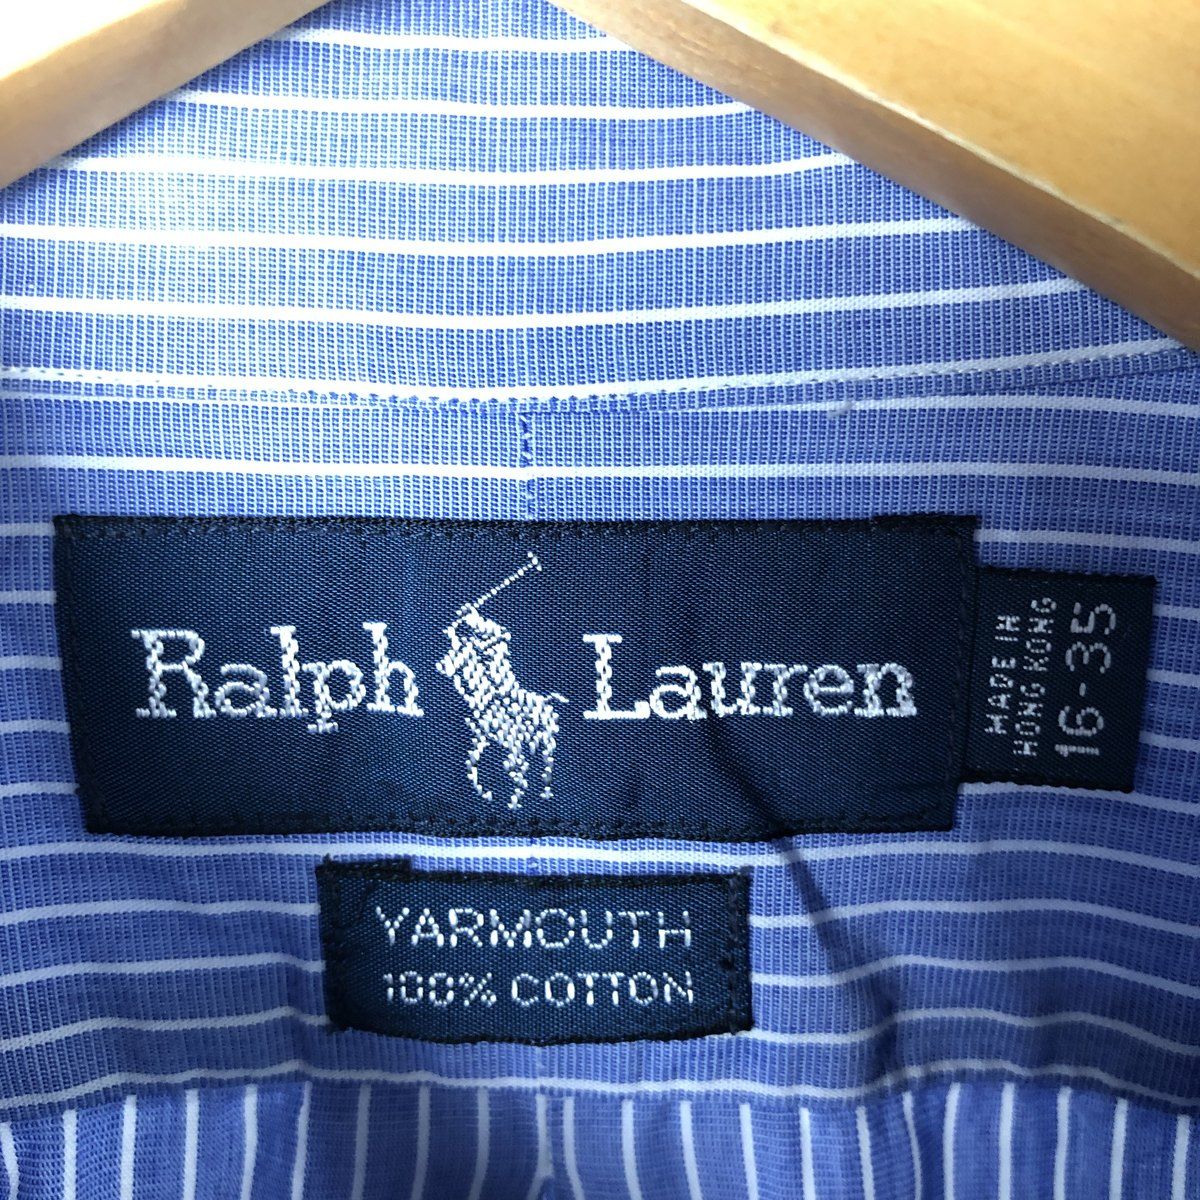 Ralph Lauren
MADE IN
HONG KONG
16-35
YARMOUTH
100% COTTON